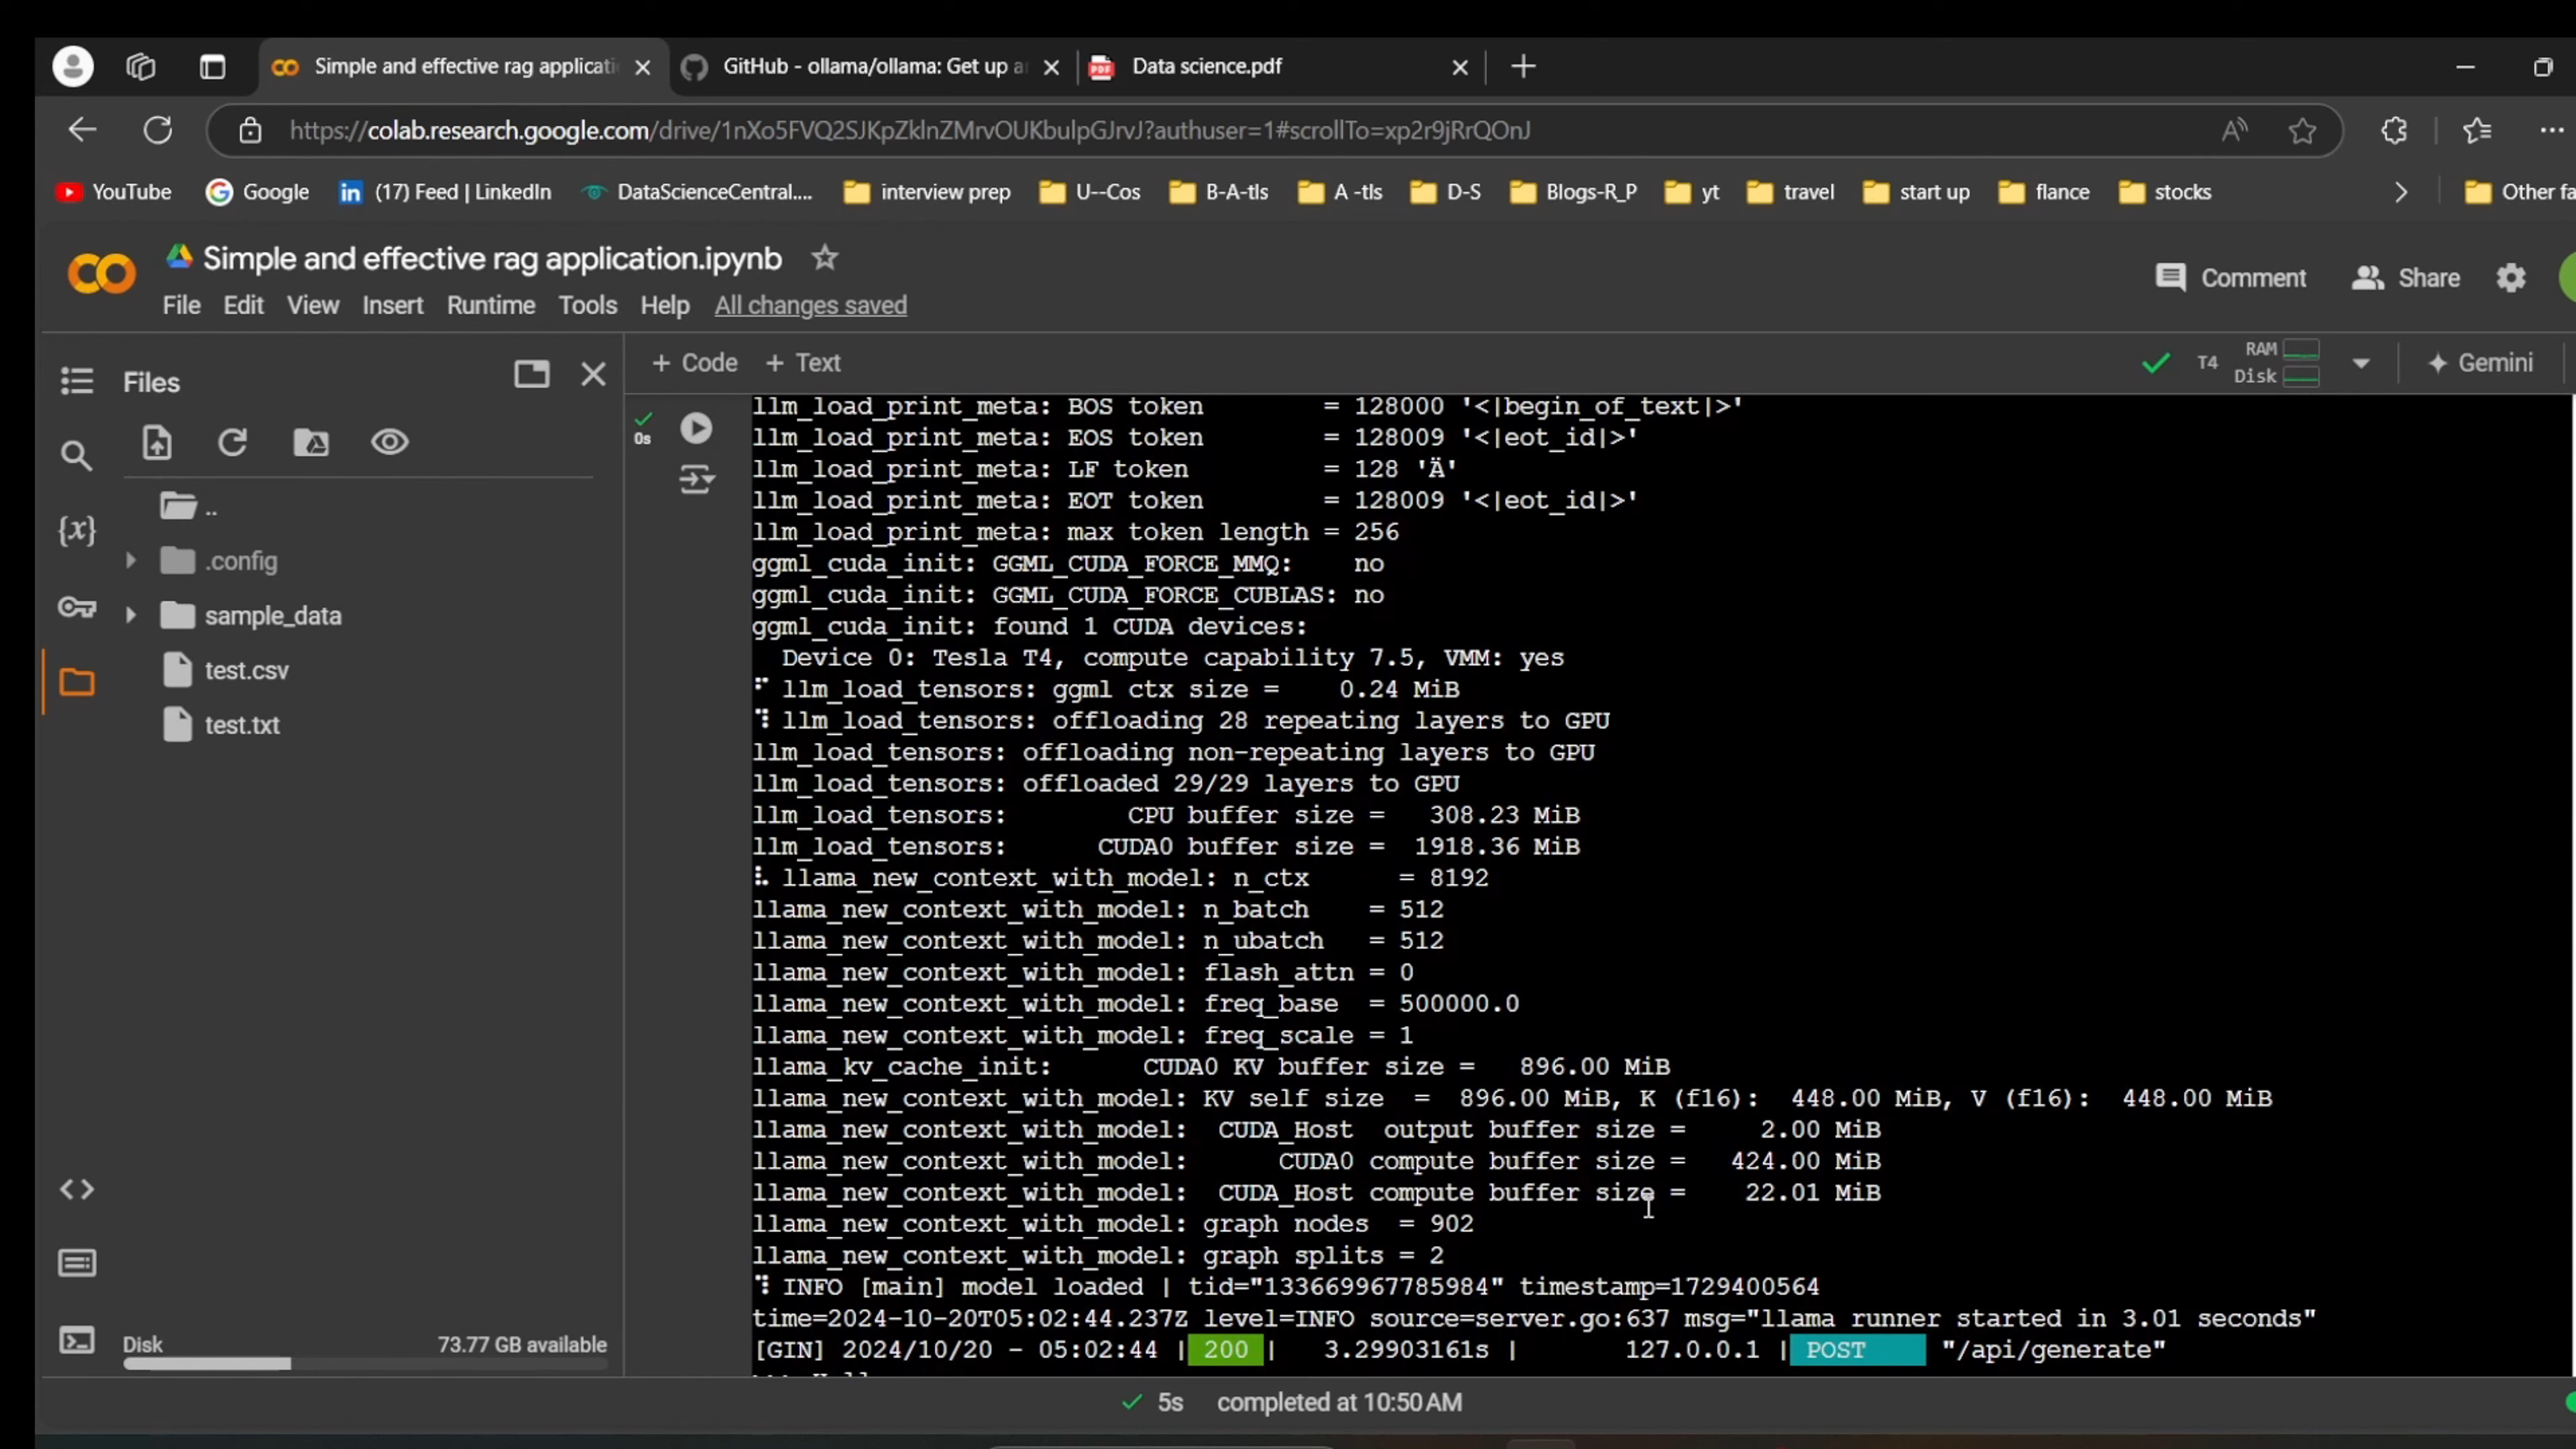 Simple and effective rag applicati
GitHub - ollama/ollama: Get up a
PDF
Data science.pdf
https://colab.research.google.com/drive/1nXo5FVQ2SJKpZklnZMrvOUKbulpGJrvJ?authuser=1#scrollTo=xp2r9jRrQOnJ
YouTube
Google
(17) Feed | LinkedIn
DataScienceCentral....
interview prep
U--Cos
B-A-tls
A -tls
D-S
Blogs-R_P
yt
travel
start up
flance
stocks
Other fa
Simple and effective rag application.ipynb
Comment
Share
File Edit View Insert Runtime Tools Help All changes saved
Files
+ Code + Text
T4
RAM
Disk
Gemini
..
.config
sample_data
test.csv
test.txt
0s
llm_load_print_meta: BOS token = 128000 '<|begin_of_text|>'
llm_load_print_meta: EOS token = 128009 '<|eot_id|>'
llm_load_print_meta: LF token = 128 'Ä'
llm_load_print_meta: EOT token = 128009 '<|eot_id|>'
llm_load_print_meta: max token length = 256
ggml_cuda_init: GGML_CUDA_FORCE_MMQ: no
ggml_cuda_init: GGML_CUDA_FORCE_CUBLAS: no
ggml_cuda_init: found 1 CUDA devices:
Device 0: Tesla T4, compute capability 7.5, VMM: yes
llm_load_tensors: ggml ctx size = 0.24 MiB
llm_load_tensors: offloading 28 repeating layers to GPU
llm_load_tensors: offloading non-repeating layers to GPU
llm_load_tensors: offloaded 29/29 layers to GPU
llm_load_tensors: CPU buffer size = 308.23 MiB
llm_load_tensors: CUDA0 buffer size = 1918.36 MiB
llama_new_context_with_model: n_ctx = 8192
llama_new_context_with_model: n_batch = 512
llama_new_context_with_model: n_ubatch = 512
llama_new_context_with_model: flash_attn = 0
llama_new_context_with_model: freq_base = 500000.0
llama_new_context_with_model: freq_scale = 1
llama_kv_cache_init: CUDA0 KV buffer size = 896.00 MiB
llama_new_context_with_model: KV self size = 896.00 MiB, K (f16): 448.00 MiB, V (f16): 448.00 MiB
llama_new_context_with_model: CUDA_Host output buffer size = 2.00 MiB
llama_new_context_with_model: CUDA0 compute buffer size = 424.00 MiB
llama_new_context_with_model: CUDA_Host compute buffer size = 22.01 MiB
llama_new_context_with_model: graph nodes = 902
llama_new_context_with_model: graph splits = 2
INFO [main] model loaded | tid="133669967785984" timestamp=1729400564
time=2024-10-20T05:02:44.237Z level=INFO source=server.go:637 msg="llama runner started in 3.01 seconds"
[GIN] 2024/10/20 - 05:02:44 | 200 | 3.29903161s | 127.0.0.1 | POST "/api/generate"
Disk 73.77 GB available
5s completed at 10:50 AM